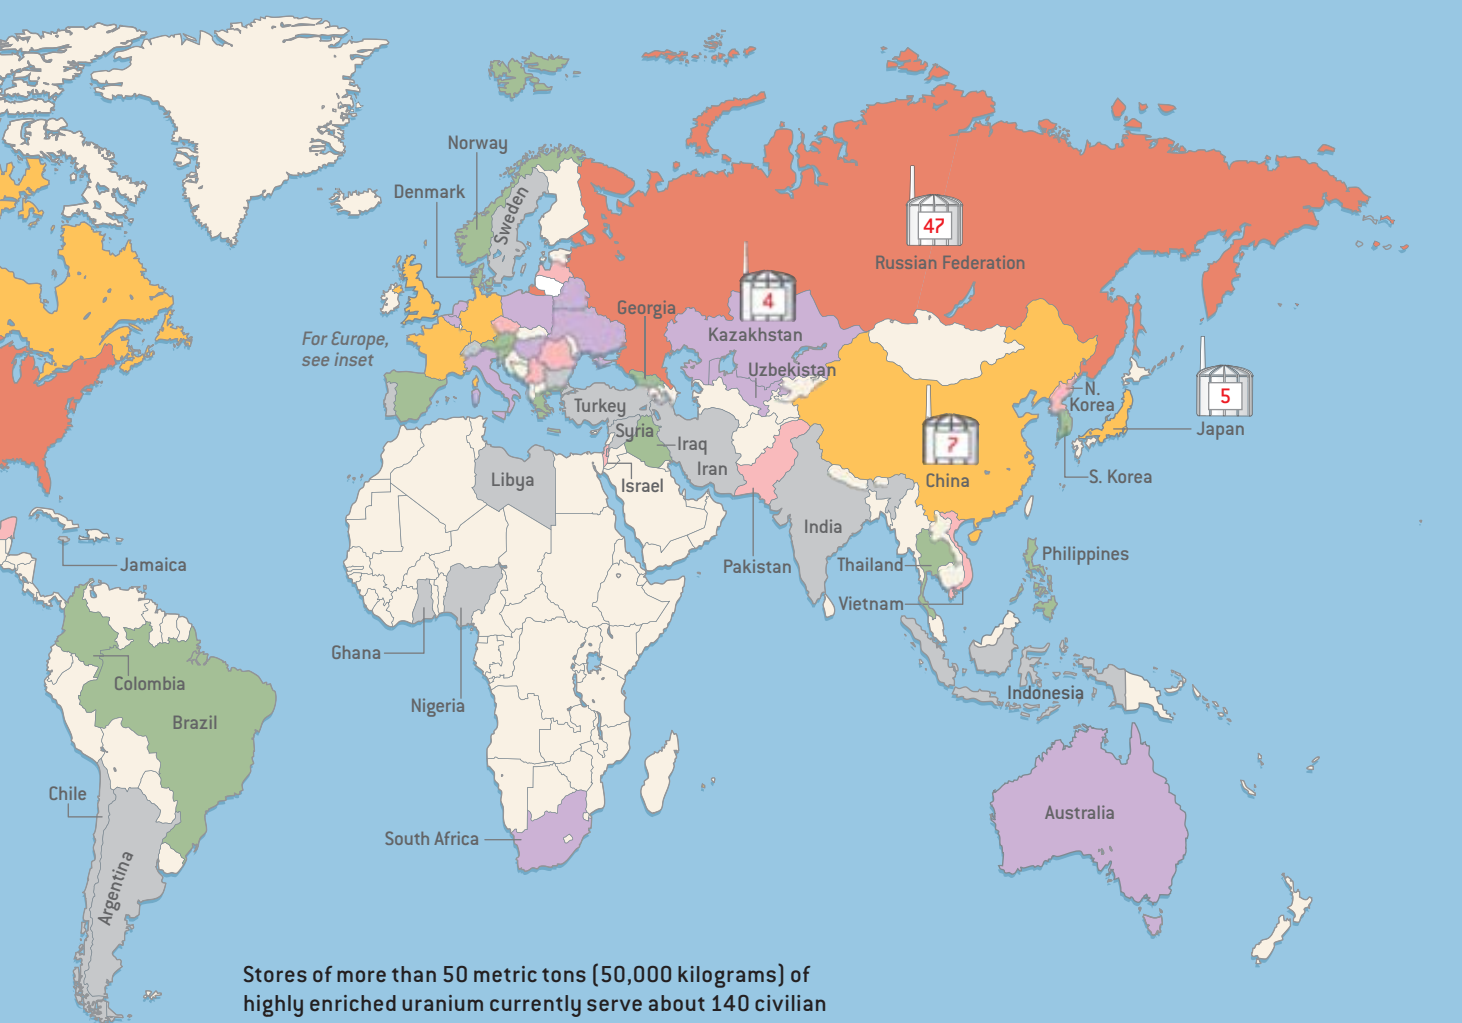 Norway
Denmark
Sweden
47
Russian Federation
4
Georgia
For Europe,
see inset
Kazakhstan
Uzbekistan
5
N.
Korea
Turkey
Japan
Syria
Iraq
7
Iran
Libya
Israel
China
S. Korea
India
Jamaica
Pakistan
Thailand
Philippines
Vietnam
Ghana
Colombia
Indonesia
Nigeria
Brazil
Chile
Australia
South Africa
Argentina
Stores of more than 50 metric tons (50,000 kilograms) of
highly enriched uranium currently serve about 140 civilian